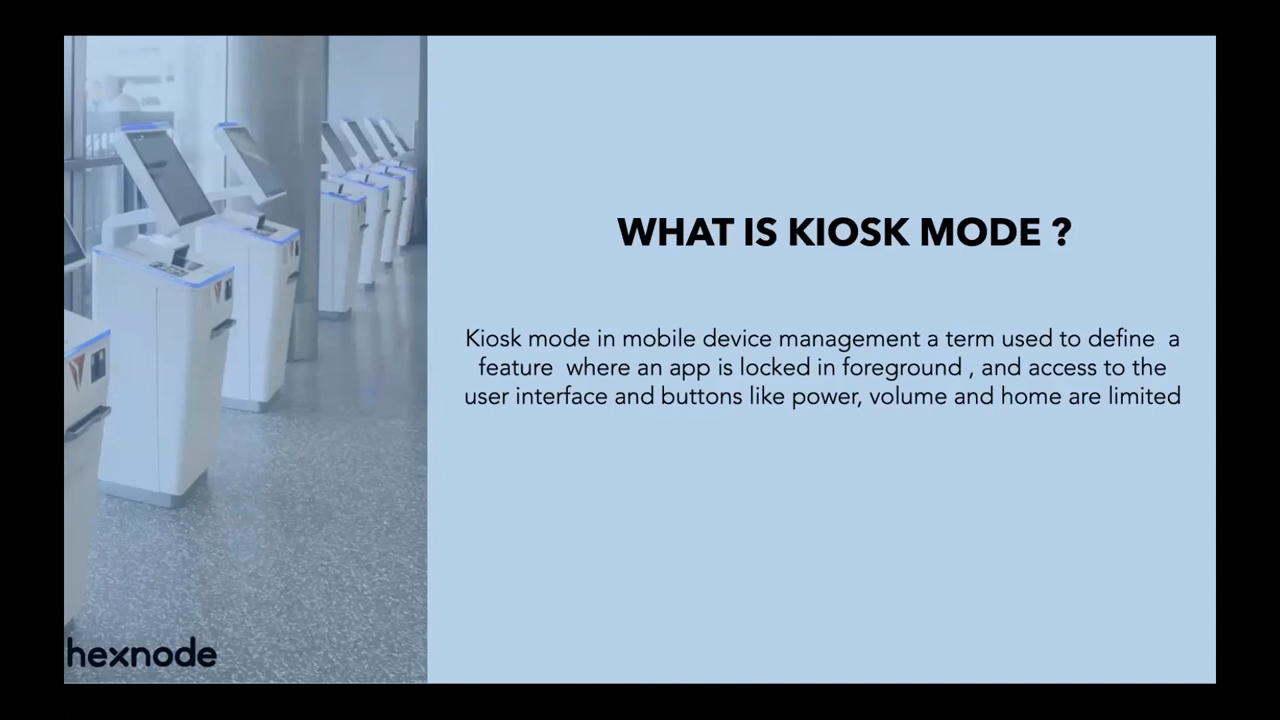 WHAT IS KIOSK MODE ?
Kiosk mode in mobile device management a term used to define  a
feature  where an app is locked in foreground , and access to the
user interface and buttons like power, volume and home are limited
hexnode